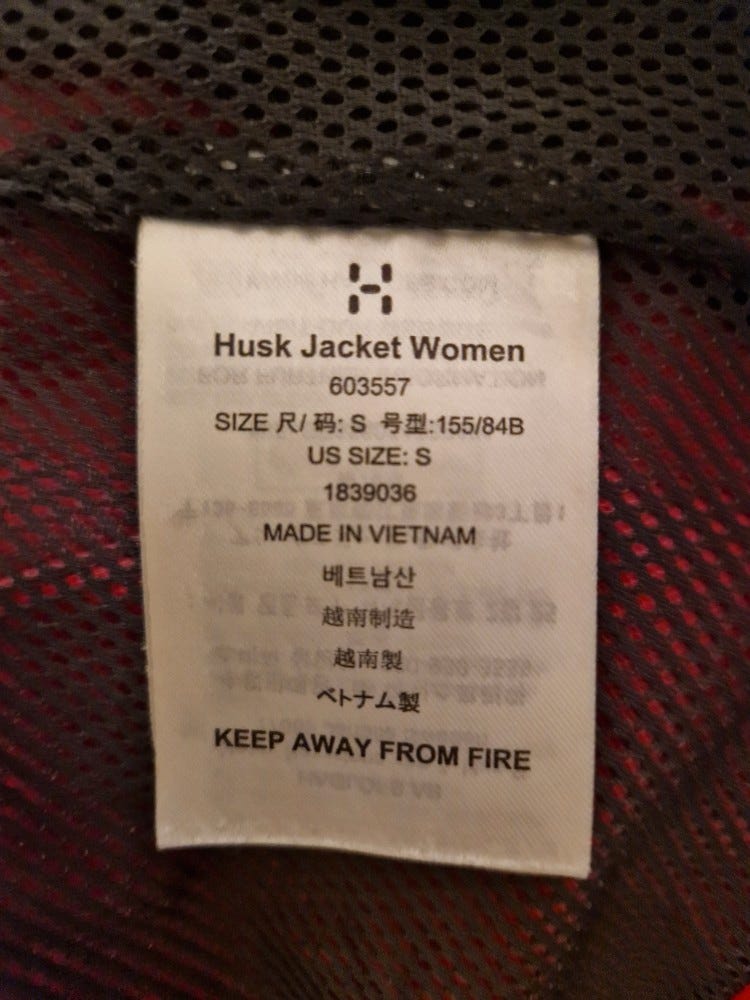 Husk Jacket Women
603557
SIZE 尺/ 码: S 号型:155/84B
US SIZE: S
1839036
MADE IN VIETNAM
베트남산
越南制造
越南製
ベトナム製
KEEP AWAY FROM FIRE